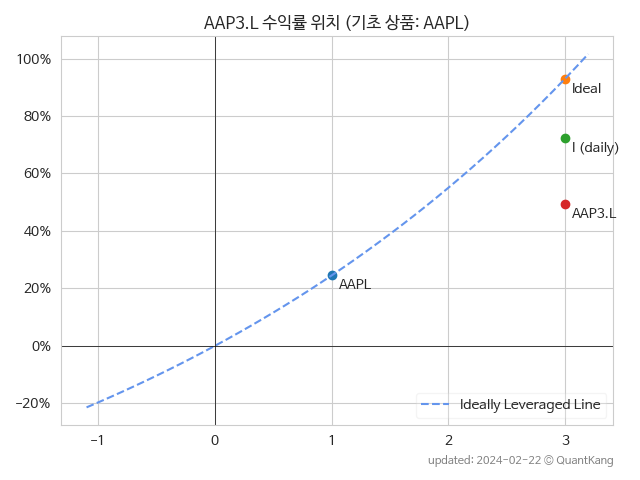 AAP3.L 수익률 위치 (기초 상품: AAPL)
100%
80%
60%
40%
20%
0%
−20%
Ideal
I (daily)
AAP3.L
AAPL
Ideally Leveraged Line
−1 0 1 2 3
updated: 2024-02-22 © QuantKang